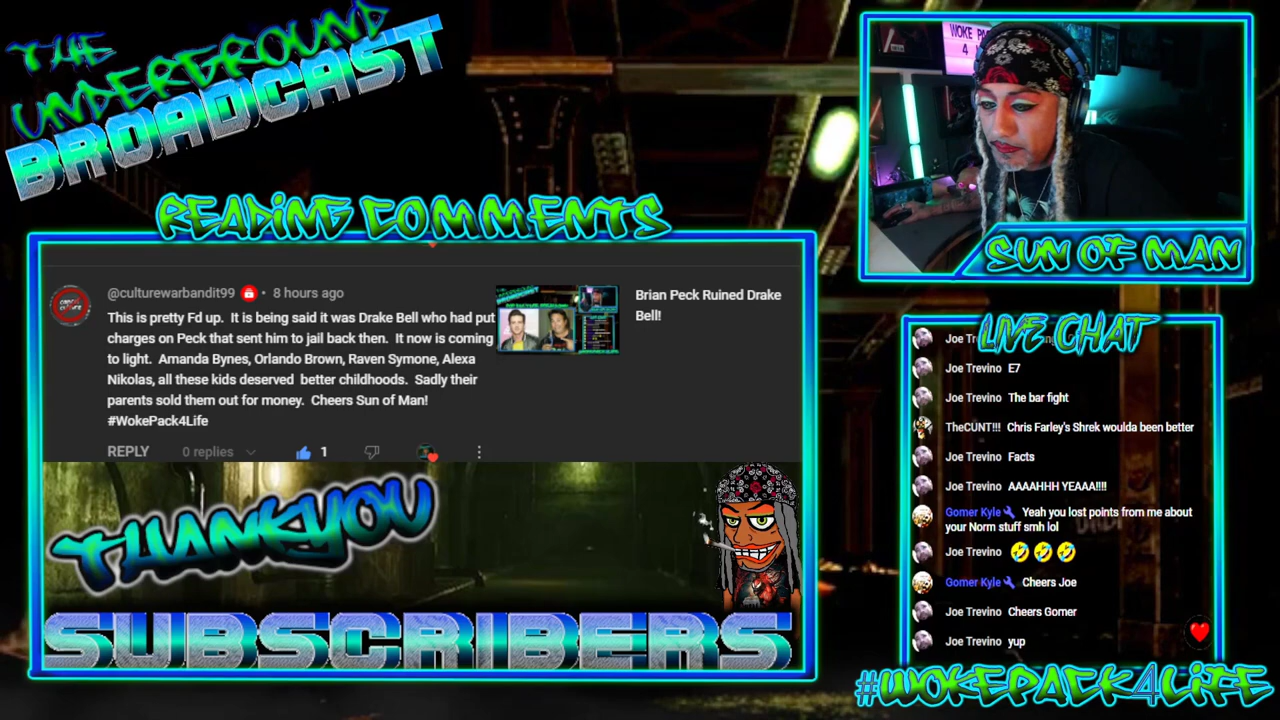 THE
UNDERGROUND
BROADCAST
WOKE PA
4 L
SUN OF MAN
READING COMMENTS
@culturewarbandit99 • 8 hours ago
This is pretty Fd up. It is being said it was Drake Bell who had put
charges on Peck that sent him to jail back then. It now is coming
to light. Amanda Bynes, Orlando Brown, Raven Symone, Alexa
Nikolas, all these kids deserved better childhoods. Sadly their
parents sold them out for money. Cheers Sun of Man!
#WokePack4Life
REPLY 0 replies 1
Brian Peck Ruined Drake
Bell!
THANKYOU
SUBSCRIBERS
LIVE CHAT
Joe Tr
Joe Trevino E7
Joe Trevino The bar fight
TheCUNT!!! Chris Farley's Shrek woulda been better
Joe Trevino Facts
Joe Trevino AAAAHHH YEAAA!!!!
Gomer Kyle Yeah you lost points from me about
your Norm stuff smh lol
Joe Trevino 🤣 🤣 🤣
Gomer Kyle Cheers Joe
Joe Trevino Cheers Gomer
Joe Trevino yup
#WOKEPACK4LIFE